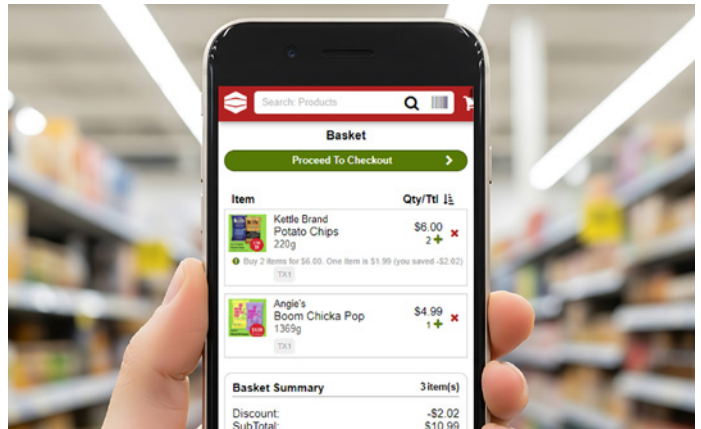 Search: Products
Basket
Proceed To Checkout
Item Qty/Ttl
Kettle Brand
Potato Chips
220g
$6.00
2
Buy 2 items for $6.00. One item is $1.99 (you saved -$2.02)
TX1
Angie's
Boom Chicka Pop
1369g
$4.99
1
TX1
Basket Summary 3 item(s)
Discount: -$2.02
SubTotal: $10.99